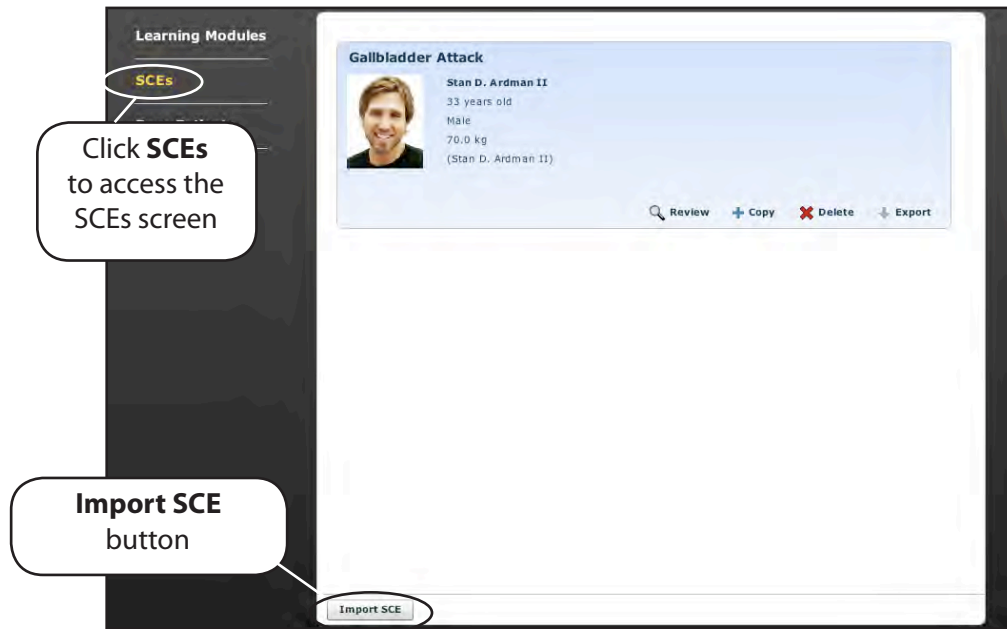 Learning Modules
SCEs
Click SCEs
to access the
SCEs screen
Gallbladder Attack
Stan D. Ardman II
33 years old
Male
70.0 kg
(Stan D. Ardman II)
Review Copy Delete Export
Import SCE
button
Import SCE